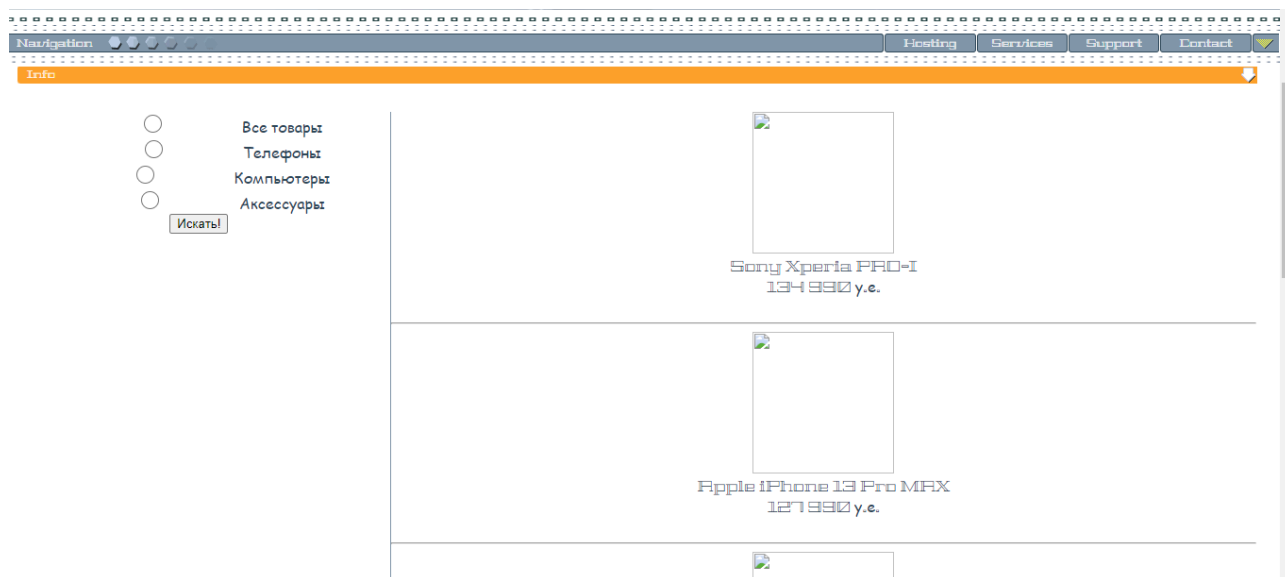 Navigation Hosting Services Support Contact
Info
Все товары
Телефоны
Компьютеры
Аксессуары
Искать!
Sony Xperia PRO-I
134 990 у.е.
Apple iPhone 13 Pro MAX
127 990 у.е.